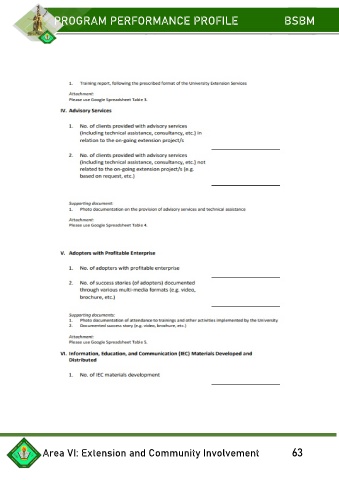 PROGRAM PERFORMANCE PROFILE BSBM
1. Training report, following the prescribed format of the University Extension Services
Attachment:
Please use Google Spreadsheet Table 3.
IV. Advisory Services
1. No. of clients provided with advisory services
(including technical assistance, consultancy, etc.) in
relation to the on-going extension project/s
2. No. of clients provided with advisory services
(including technical assistance, consultancy, etc.) not
related to the on-going extension project/s (e.g.
based on request, etc.)
Supporting document:
1. Photo documentation on the provision of advisory services and technical assistance
Attachment:
Please use Google Spreadsheet Table 4.
V. Adopters with Profitable Enterprise
1. No. of adopters with profitable enterprise
2. No. of success stories (of adopters) documented
through various multi-media formats (e.g. video,
brochure, etc.)
Supporting documents:
1. Photo documentation of attendance to trainings and other activities implemented by the University
2. Documented success story (e.g. video, brochure, etc.)
Attachment:
Please use Google Spreadsheet Table 5.
VI. Information, Education, and Communication (IEC) Materials Developed and
Distributed
1. No. of IEC materials development
Area VI: Extension and Community Involvement 63